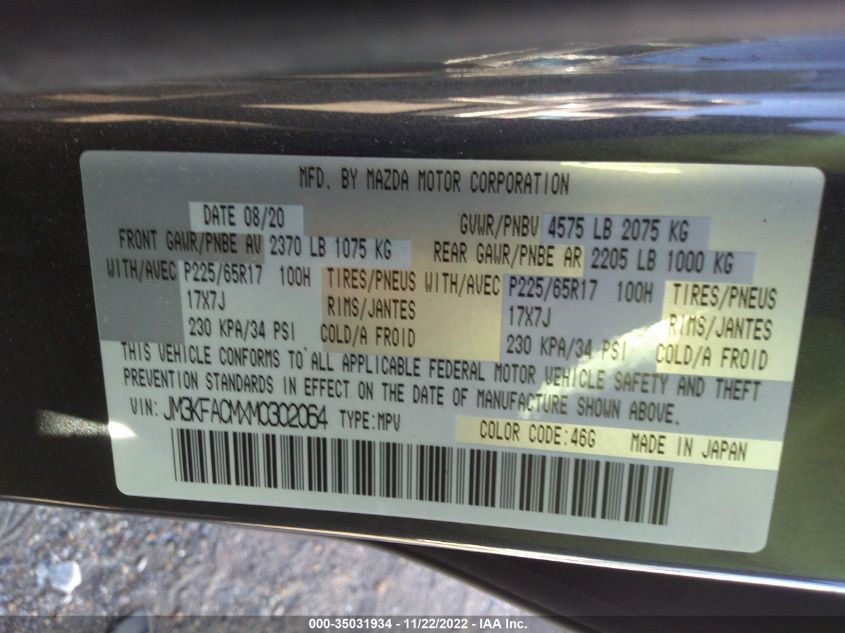 MFD. BY MAZDA MOTOR CORPORATION
DATE 08/20 GVWR/PNBV 4575 LB 2075 KG
FRONT GAWR/PNBE AV 2370 LB 1075 KG REAR GAWR/PNBE AR 2205 LB 1000 KG
WITH/AVEC P225/65R17 100H TIRES/PNEUS WITH/AVEC P225/65R17 100H TIRES/PNEUS
17X7J RIMS/JANTES 17X7J RIMS/JANTES
230 KPA/34 PSI COLD/A FROID 230 KPA/34 PSI COLD/A FROID
THIS VEHICLE CONFORMS TO ALL APPLICABLE FEDERAL MOTOR VEHICLE SAFETY AND THEFT
PREVENTION STANDARDS IN EFFECT ON THE DATE OF MANUFACTURE SHOWN ABOVE.
VIN: JM3KFACMXM0302064 TYPE:MPV COLOR CODE:46G MADE IN JAPAN
000-35031934 - 11/22/2022 - IAA Inc.